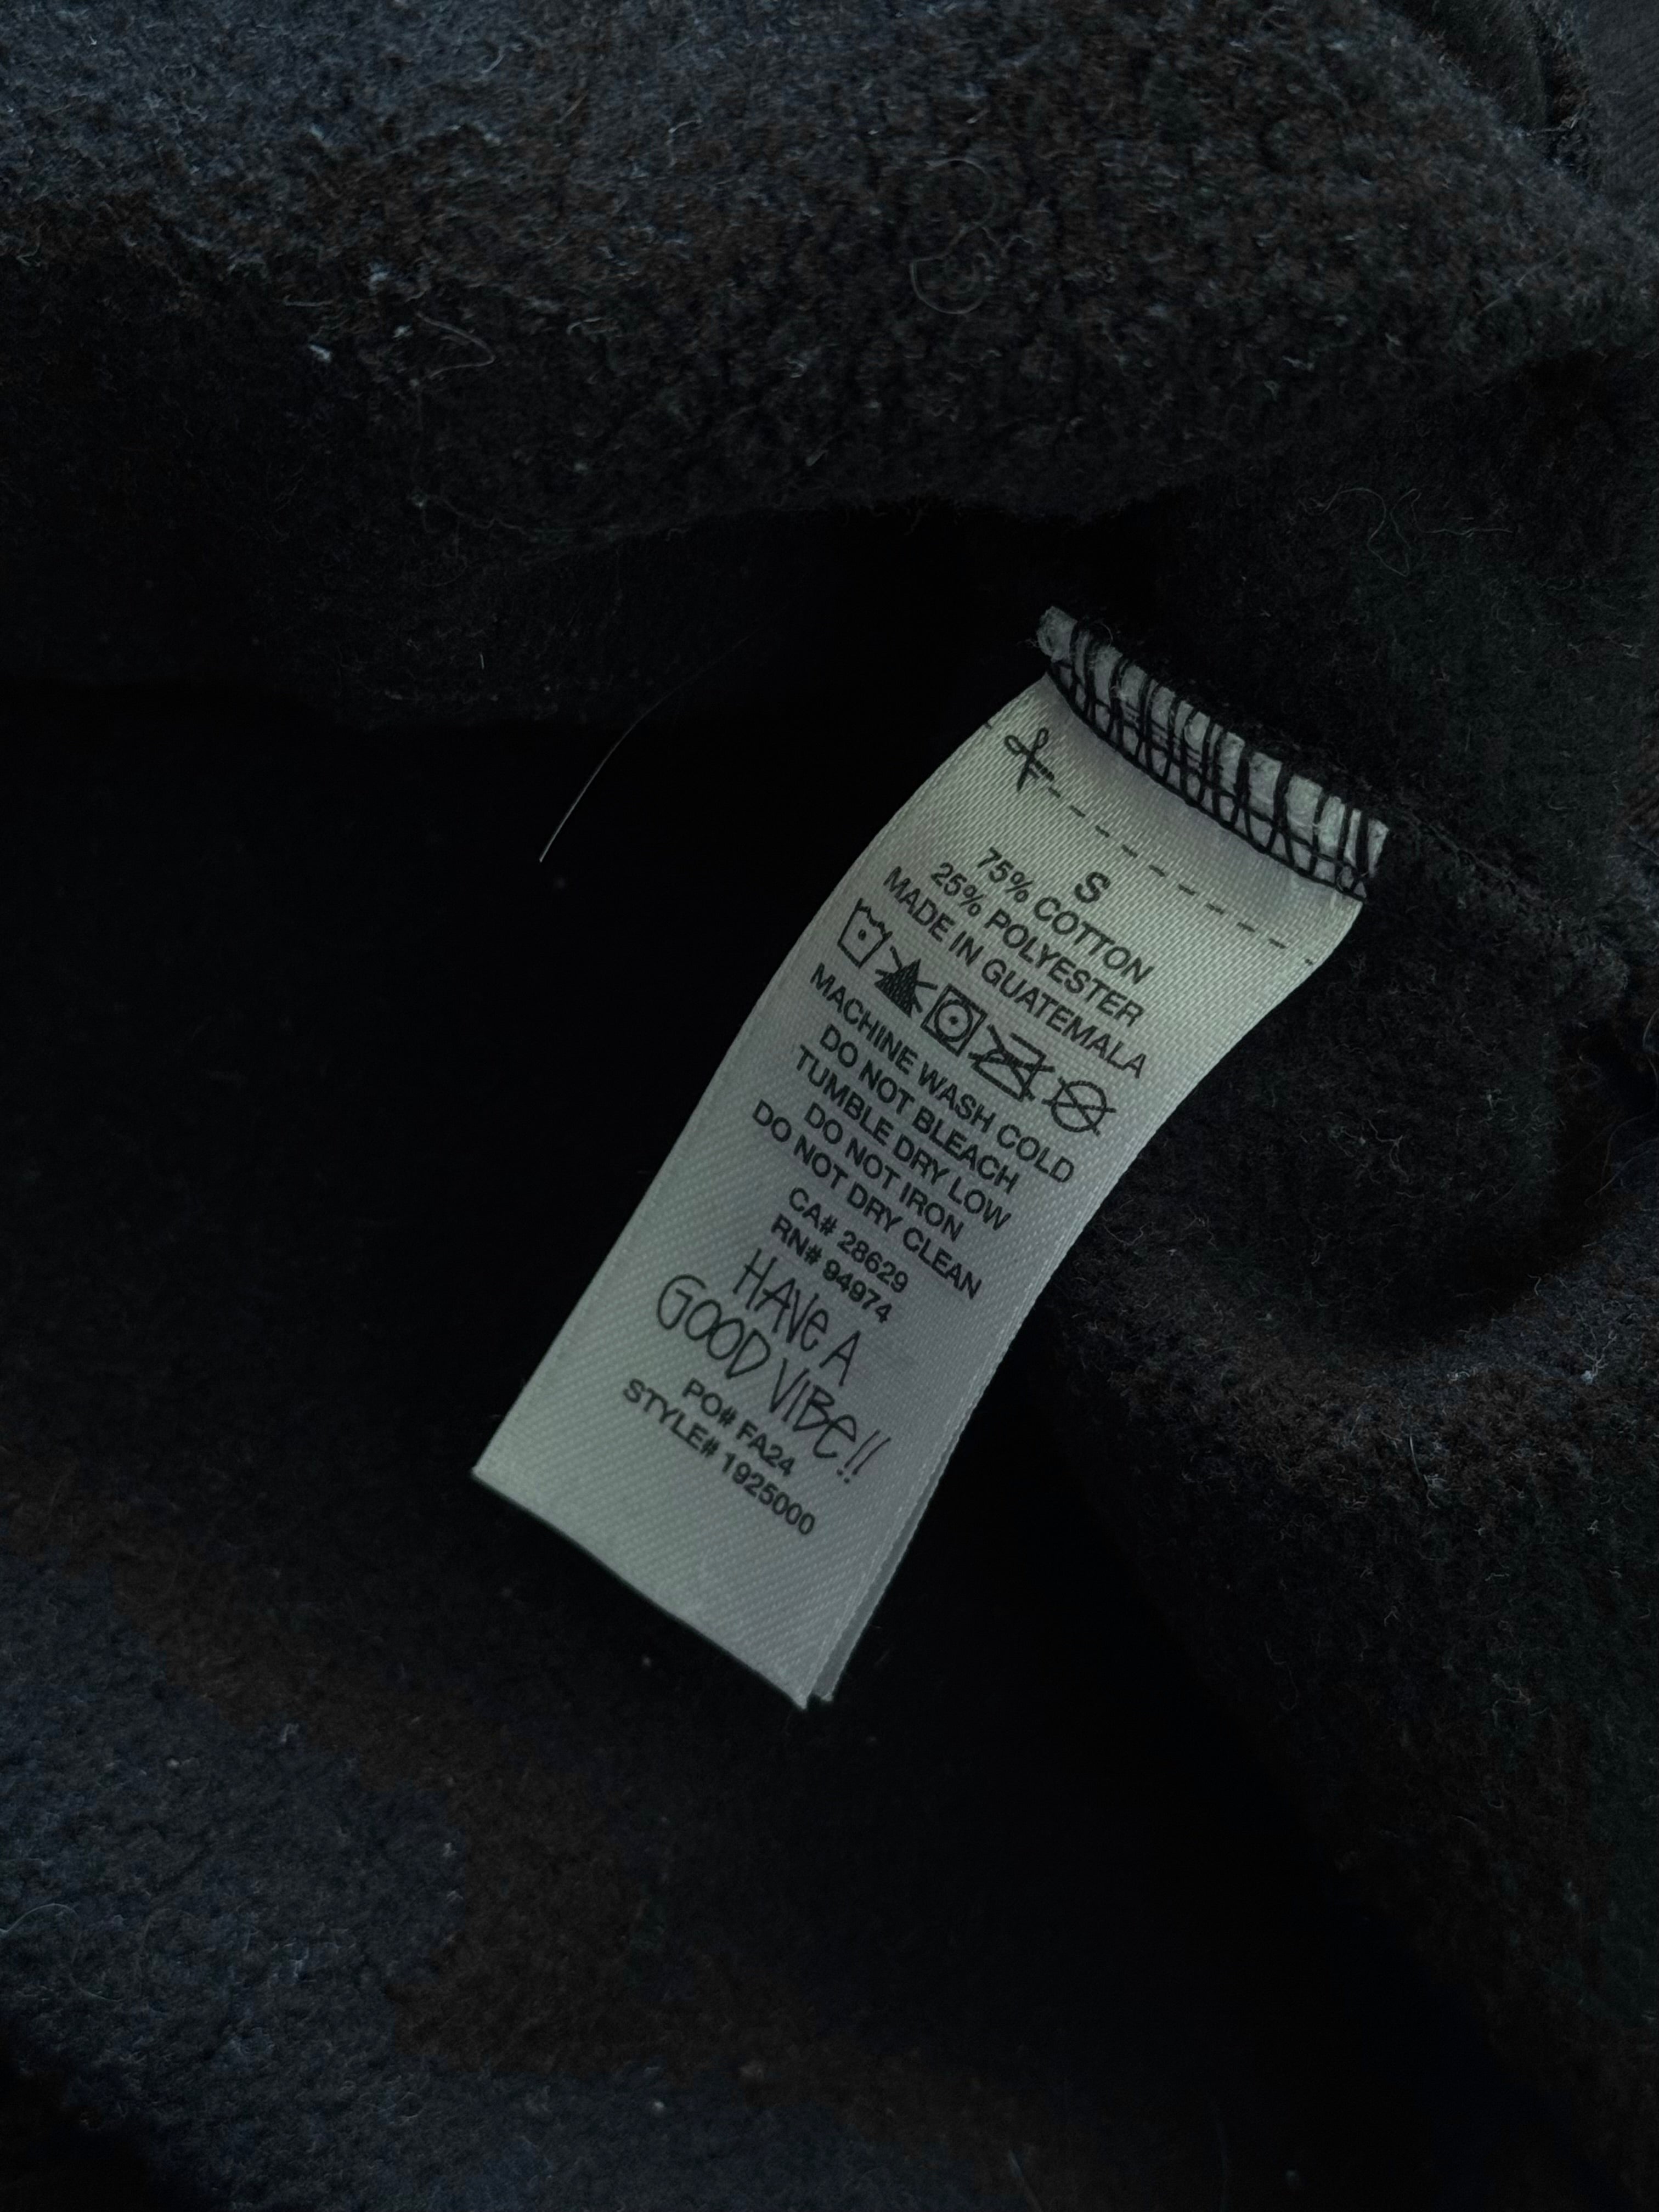 S
75% COTTON
25% POLYESTER
MADE IN GUATEMALA
MACHINE WASH COLD
DO NOT BLEACH
TUMBLE DRY LOW
DO NOT IRON
DO NOT DRY CLEAN
CA# 28629
RN# 94974
HAVE A
GOOD VIBE!!
PO# FA24
STYLE# 1925000